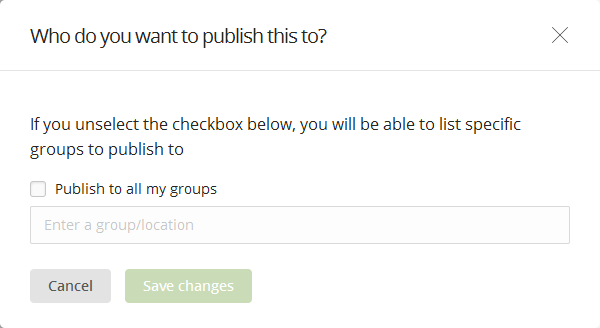 Who do you want to publish this to?
If you unselect the checkbox below, you will be able to list specific
groups to publish to
Publish to all my groups
Enter a group/location
Cancel
Save changes